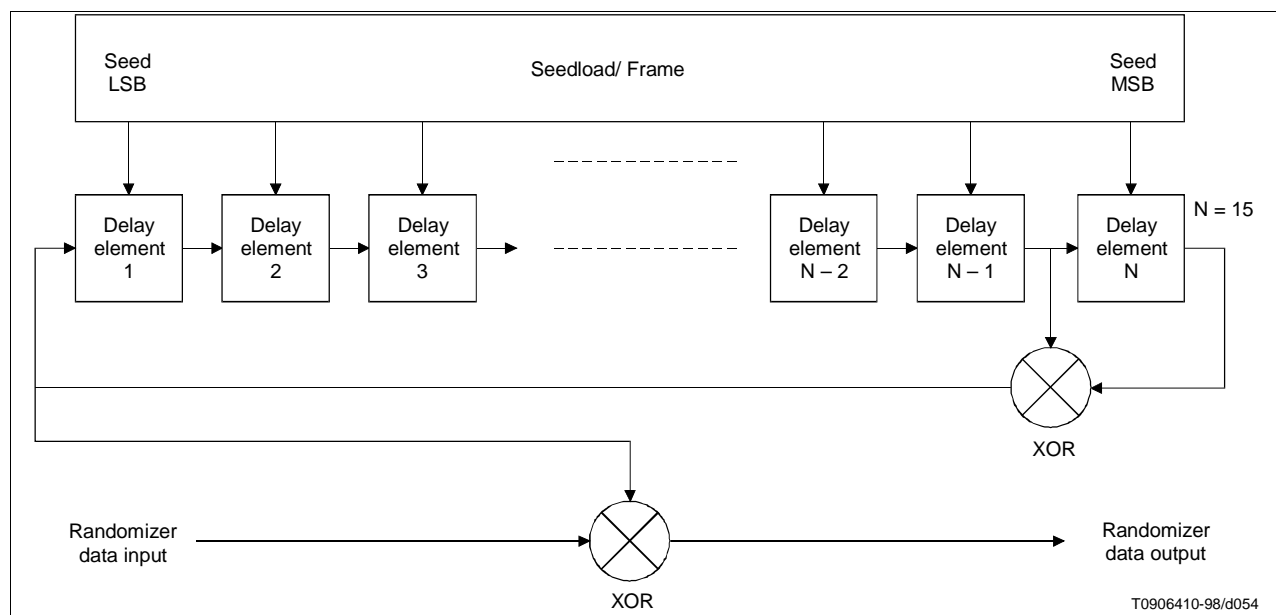 Seed
LSB
Seedload/ Frame
Seed
MSB
Delay
element
1
Delay
element
2
Delay
element
3
Delay
element
N – 2
Delay
element
N – 1
Delay
element
N
N = 15
XOR
Randomizer
data input
XOR
Randomizer
data output
T0906410-98/d054